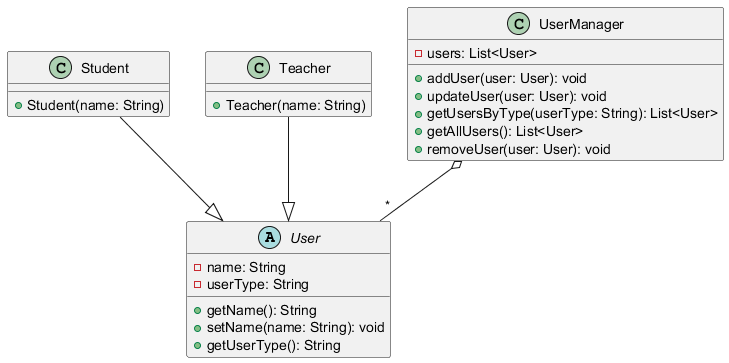 C Student
+ Student(name: String)
C Teacher
+ Teacher(name: String)
C UserManager
users: List<User>
addUser(user: User): void
updateUser(user: User): void
getUsersByType(userType: String): List<User>
getAllUsers(): List<User>
removeUser(user: User): void
*
A User
name: String
userType: String
getName(): String
setName(name: String): void
getUserType(): String